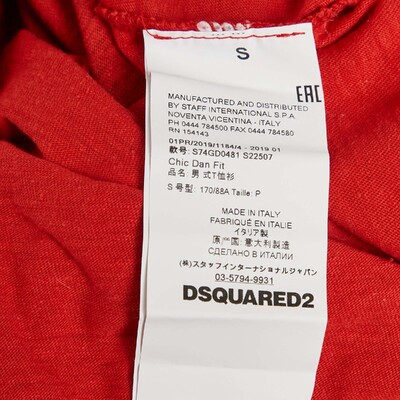 S
EAC
MANUFACTURED AND DISTRIBUTED
BY STAFF INTERNATIONAL S.P.A.
NOVENTA VICENTINA - ITALY
PH 0444 784500 FAX 0444 784580
RN 154143
01PR/2019/1184/4 - 2019 01
款号: S74GD0481 S22507
Chic Dan Fit
品名: 男 式T恤衫
S 号型: 170/88A Taille: P
MADE IN ITALY
FABRIQUÉ EN ITALIE
イタリア製
原产国: 意大利制造
СДЕЛАНО В ИТАЛИИ
(株)スタッフインターナショナルジャパン
03-5794-9931
DSQUARED2